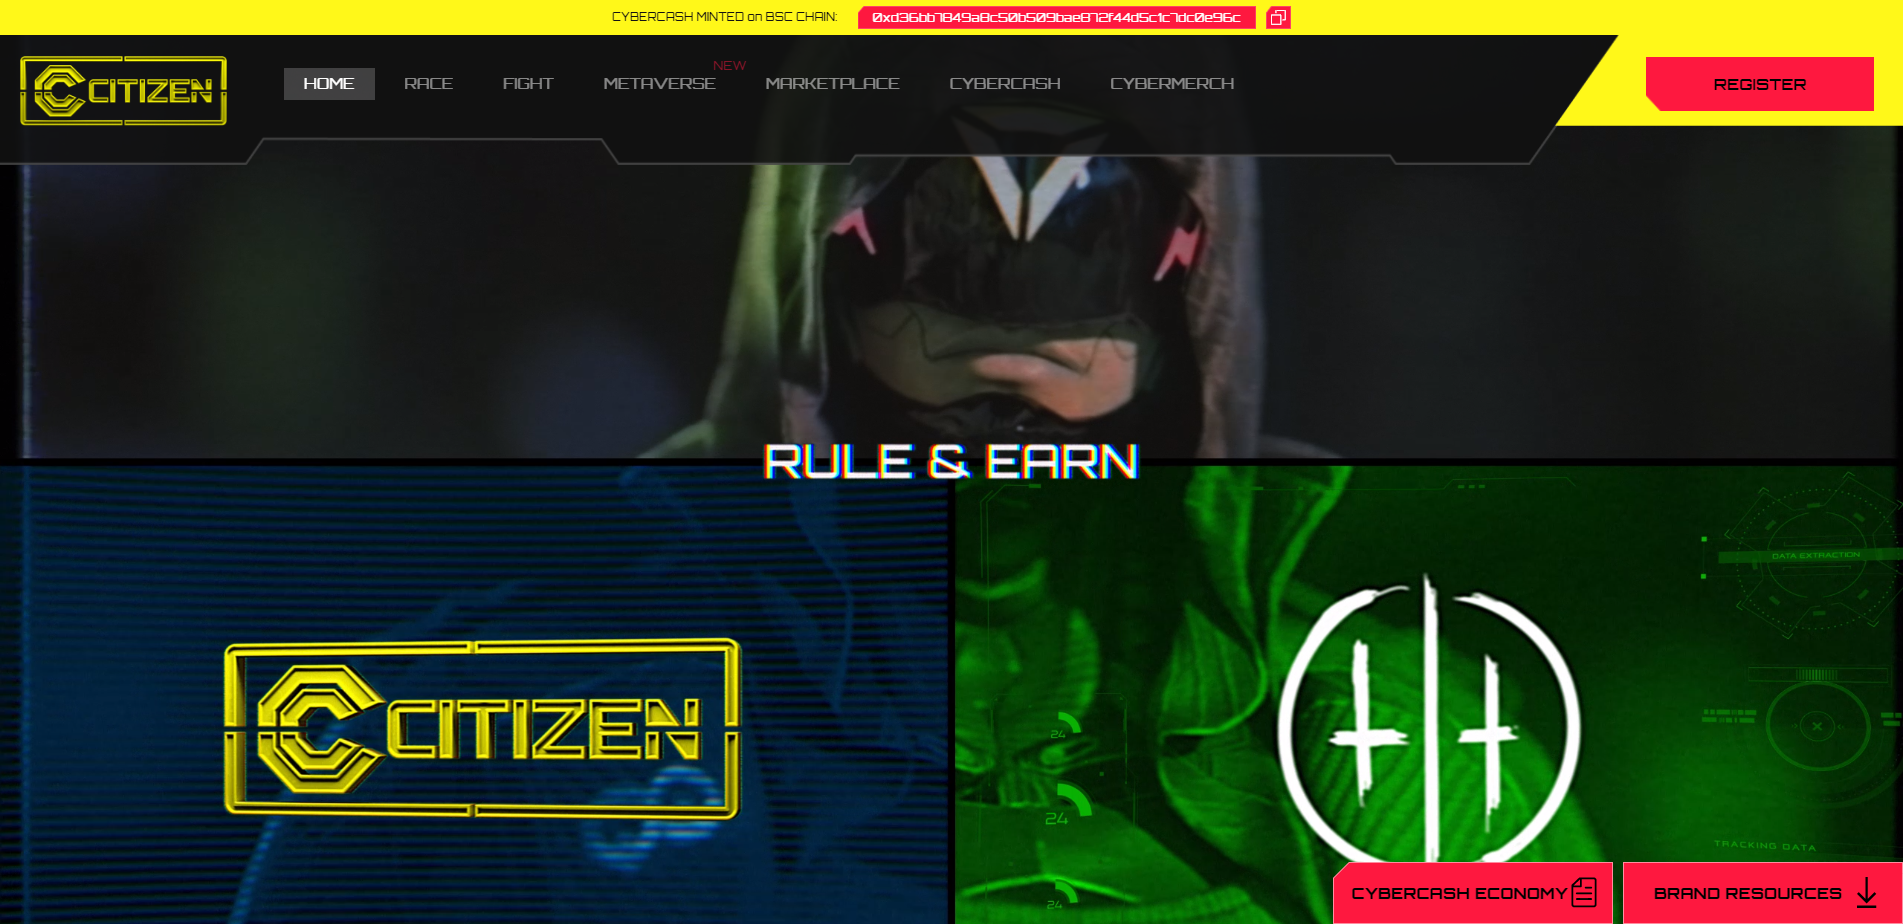 CYBERCASH MINTED on BSC CHAIN:
0xd36bb7849a8c50b509bae872f44d5c1c7dc0e96c
CITIZEN
HOME
RACE
FIGHT
METAVERSE
NEW
MARKETPLACE
CYBERCASH
CYBERMERCH
REGISTER
RULE & EARN
DATA EXTRACTION
CITIZEN
24
24
TRACKING DATA
24
CYBERCASH ECONOMY
BRAND RESOURCES